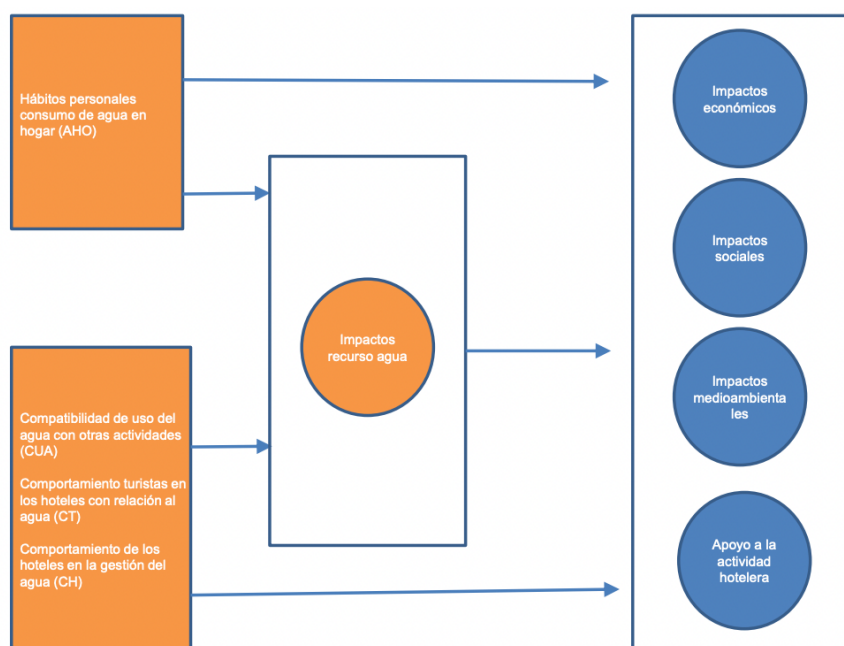 Hábitos personales
consumo de agua en
hogar (AHO)
Compatibilidad de uso del
agua con otras actividades
(CUA)
Comportamiento turistas en
los hoteles con relación al
agua (CT)
Comportamiento de los
hoteles en la gestión del
agua (CH)
Impactos
recurso agua
Impactos
económicos
Impactos
sociales
Impactos
medioambienta
les
Apoyo a la
actividad
hotelera